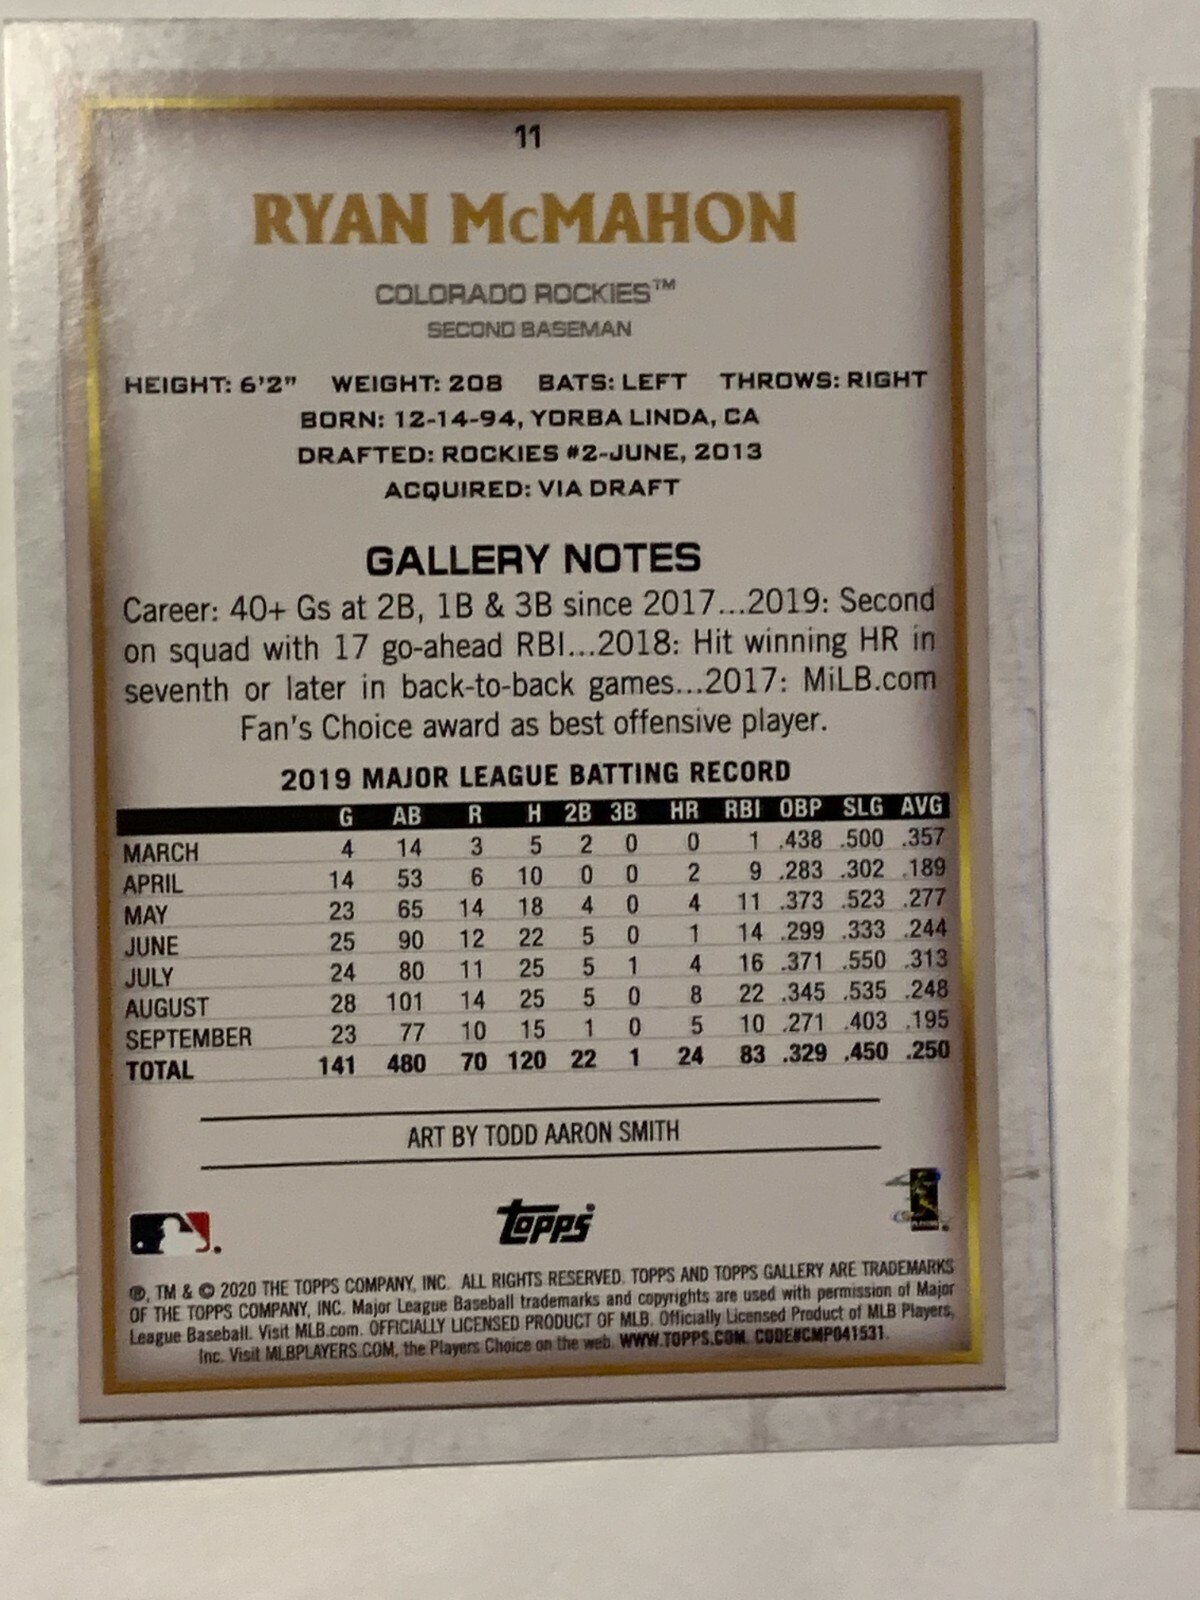 11
RYAN McMAHON
COLORADO ROCKIES™
SECOND BASEMAN
HEIGHT: 6'2" WEIGHT: 208 BATS: LEFT THROWS: RIGHT
BORN: 12-14-94, YORBA LINDA, CA
DRAFTED: ROCKIES #2-JUNE, 2013
ACQUIRED: VIA DRAFT
GALLERY NOTES
Career: 40+ Gs at 2B, 1B & 3B since 2017...2019: Second
on squad with 17 go-ahead RBI...2018: Hit winning HR in
seventh or later in back-to-back games...2017: MiLB.com
Fan's Choice award as best offensive player.
2019 MAJOR LEAGUE BATTING RECORD
G AB R H 2B 3B HR RBI OBP SLG AVG
MARCH 4 14 3 5 2 0 0 1 .438 .500 .357
APRIL 14 53 6 10 0 0 2 9 .283 .302 .189
MAY 23 65 14 18 4 0 4 11 .373 .523 .277
JUNE 25 90 12 22 5 0 1 14 .299 .333 .244
JULY 24 80 11 25 5 1 4 16 .371 .550 .313
AUGUST 28 101 14 25 5 0 8 22 .345 .535 .248
SEPTEMBER 23 77 10 15 1 0 5 10 .271 .403 .195
TOTAL 141 480 70 120 22 1 24 83 .329 .450 .250
ART BY TODD AARON SMITH
Topps
®, TM & © 2020 THE TOPPS COMPANY, INC. ALL RIGHTS RESERVED. TOPPS AND TOPPS GALLERY ARE TRADEMARKS
OF THE TOPPS COMPANY, INC. Major League Baseball trademarks and copyrights are used with permission of Major
League Baseball. Visit MLB.com. OFFICIALLY LICENSED PRODUCT OF MLB. Officially Licensed Product of MLB Players,
Inc. Visit MLBPLAYERS.COM, the Players Choice on the web. WWW.TOPPS.COM. CODE#CMP041531.